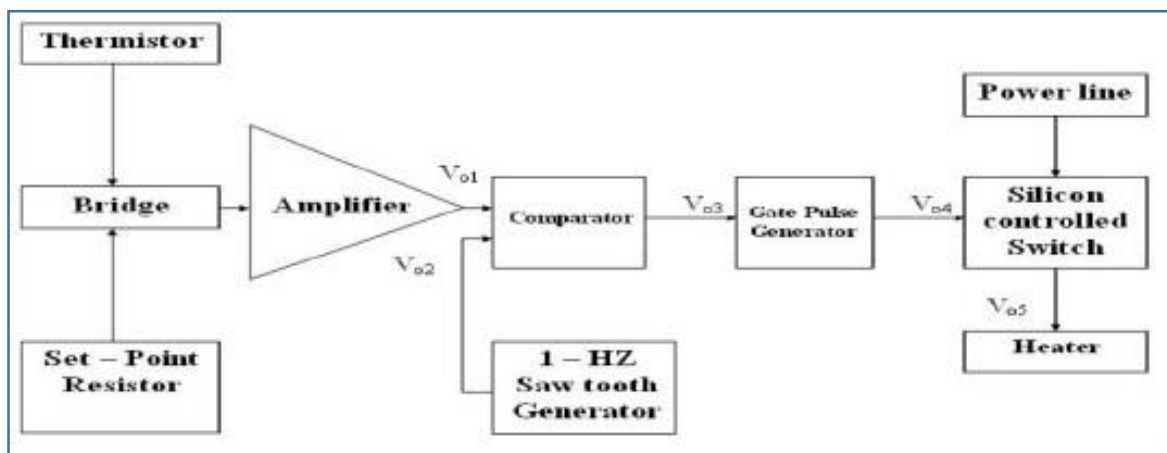 Thermistor
Bridge
Set – Point
Resistor
Amplifier
Vo1
Vo2
Comparator
1 – HZ
Saw tooth
Generator
Vo3
Gate Pulse
Generator
Vo4
Power line
Silicon
controlled
Switch
Vo5
Heater